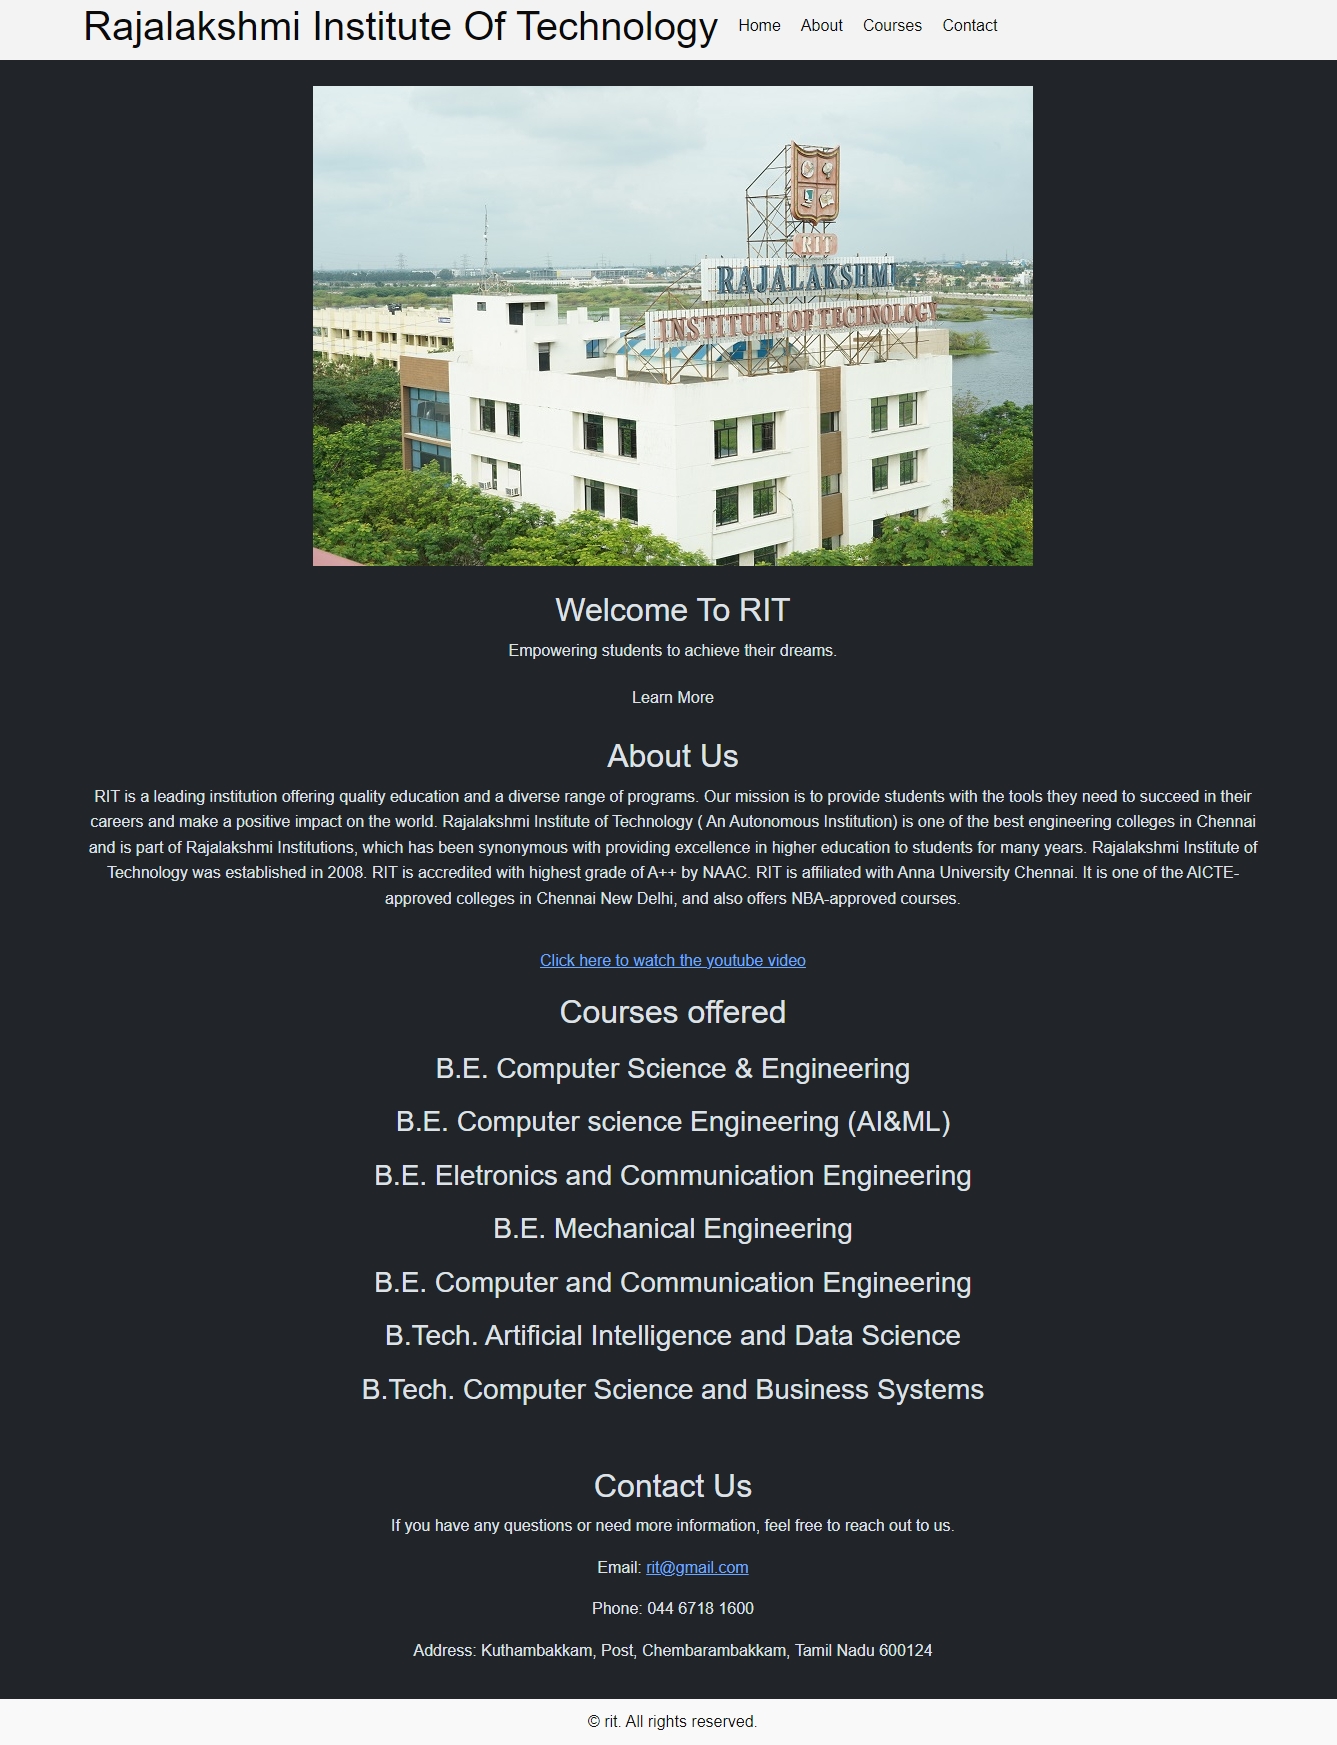 Rajalakshmi Institute Of Technology Home About Courses Contact
RIT
RAJALAKSHMI
INSTITUTE OF TECHNOLOGY
Welcome To RIT
Empowering students to achieve their dreams.
Learn More
About Us
RIT is a leading institution offering quality education and a diverse range of programs. Our mission is to provide students with the tools they need to succeed in their
careers and make a positive impact on the world. Rajalakshmi Institute of Technology ( An Autonomous Institution) is one of the best engineering colleges in Chennai
and is part of Rajalakshmi Institutions, which has been synonymous with providing excellence in higher education to students for many years. Rajalakshmi Institute of
Technology was established in 2008. RIT is accredited with highest grade of A++ by NAAC. RIT is affiliated with Anna University Chennai. It is one of the AICTE-
approved colleges in Chennai New Delhi, and also offers NBA-approved courses.
Click here to watch the youtube video
Courses offered
B.E. Computer Science & Engineering
B.E. Computer science Engineering (AI&ML)
B.E. Eletronics and Communication Engineering
B.E. Mechanical Engineering
B.E. Computer and Communication Engineering
B.Tech. Artificial Intelligence and Data Science
B.Tech. Computer Science and Business Systems
Contact Us
If you have any questions or need more information, feel free to reach out to us.
Email: rit@gmail.com
Phone: 044 6718 1600
Address: Kuthambakkam, Post, Chembarambakkam, Tamil Nadu 600124
© rit. All rights reserved.